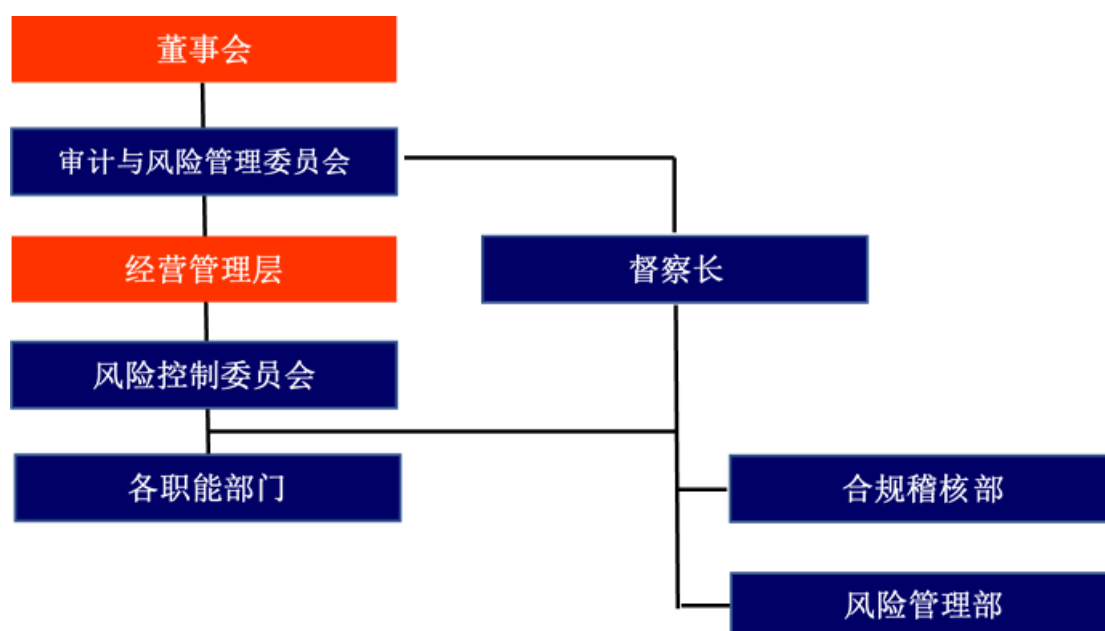 董事会
审计与风险管理委员会
经营管理层
督察长
风险控制委员会
各职能部门
合规稽核部
风险管理部